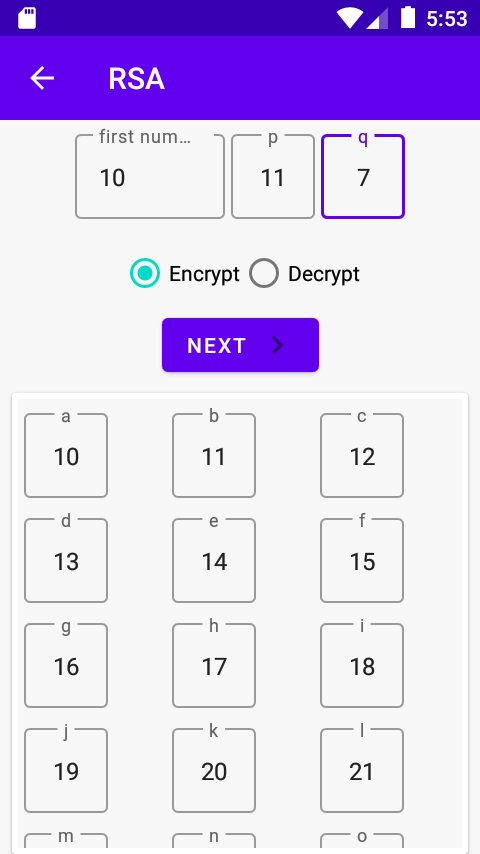 5:53
RSA
first num… p q
10 11 7
Encrypt Decrypt
NEXT
a b c
10 11 12
d e f
13 14 15
g h i
16 17 18
j k l
19 20 21
m n o